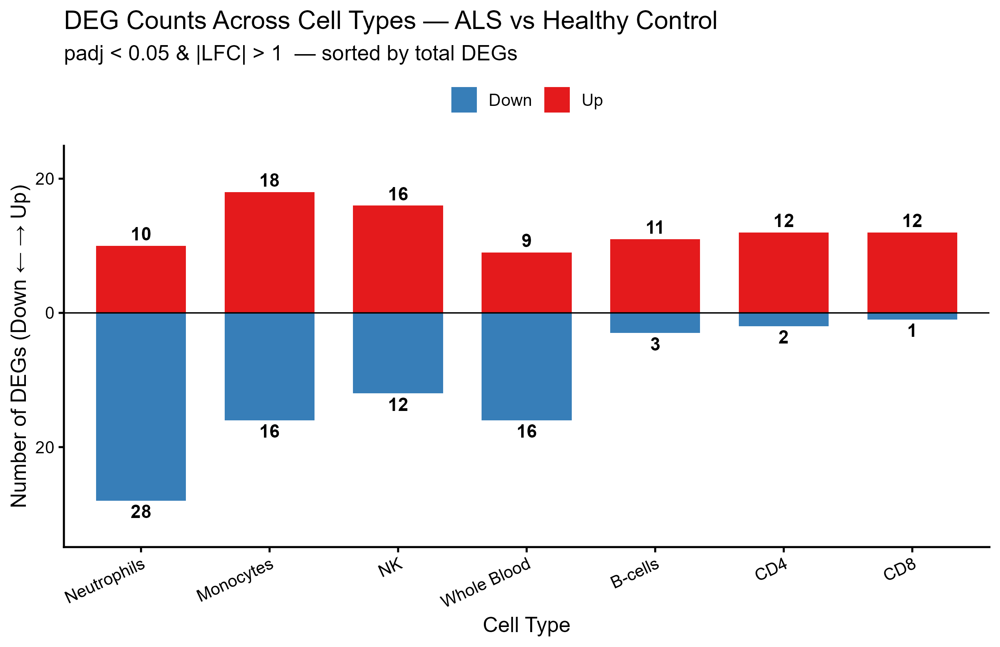 DEG Counts Across Cell Types — ALS vs Healthy Control
padj < 0.05 & |LFC| > 1 — sorted by total DEGs
Down Up
Number of DEGs (Down ← → Up)
20
0
20
10
18
16
9
11
12
12
28
16
12
16
3
2
1
Neutrophils
Monocytes
NK
Whole Blood
B-cells
CD4
CD8
Cell Type